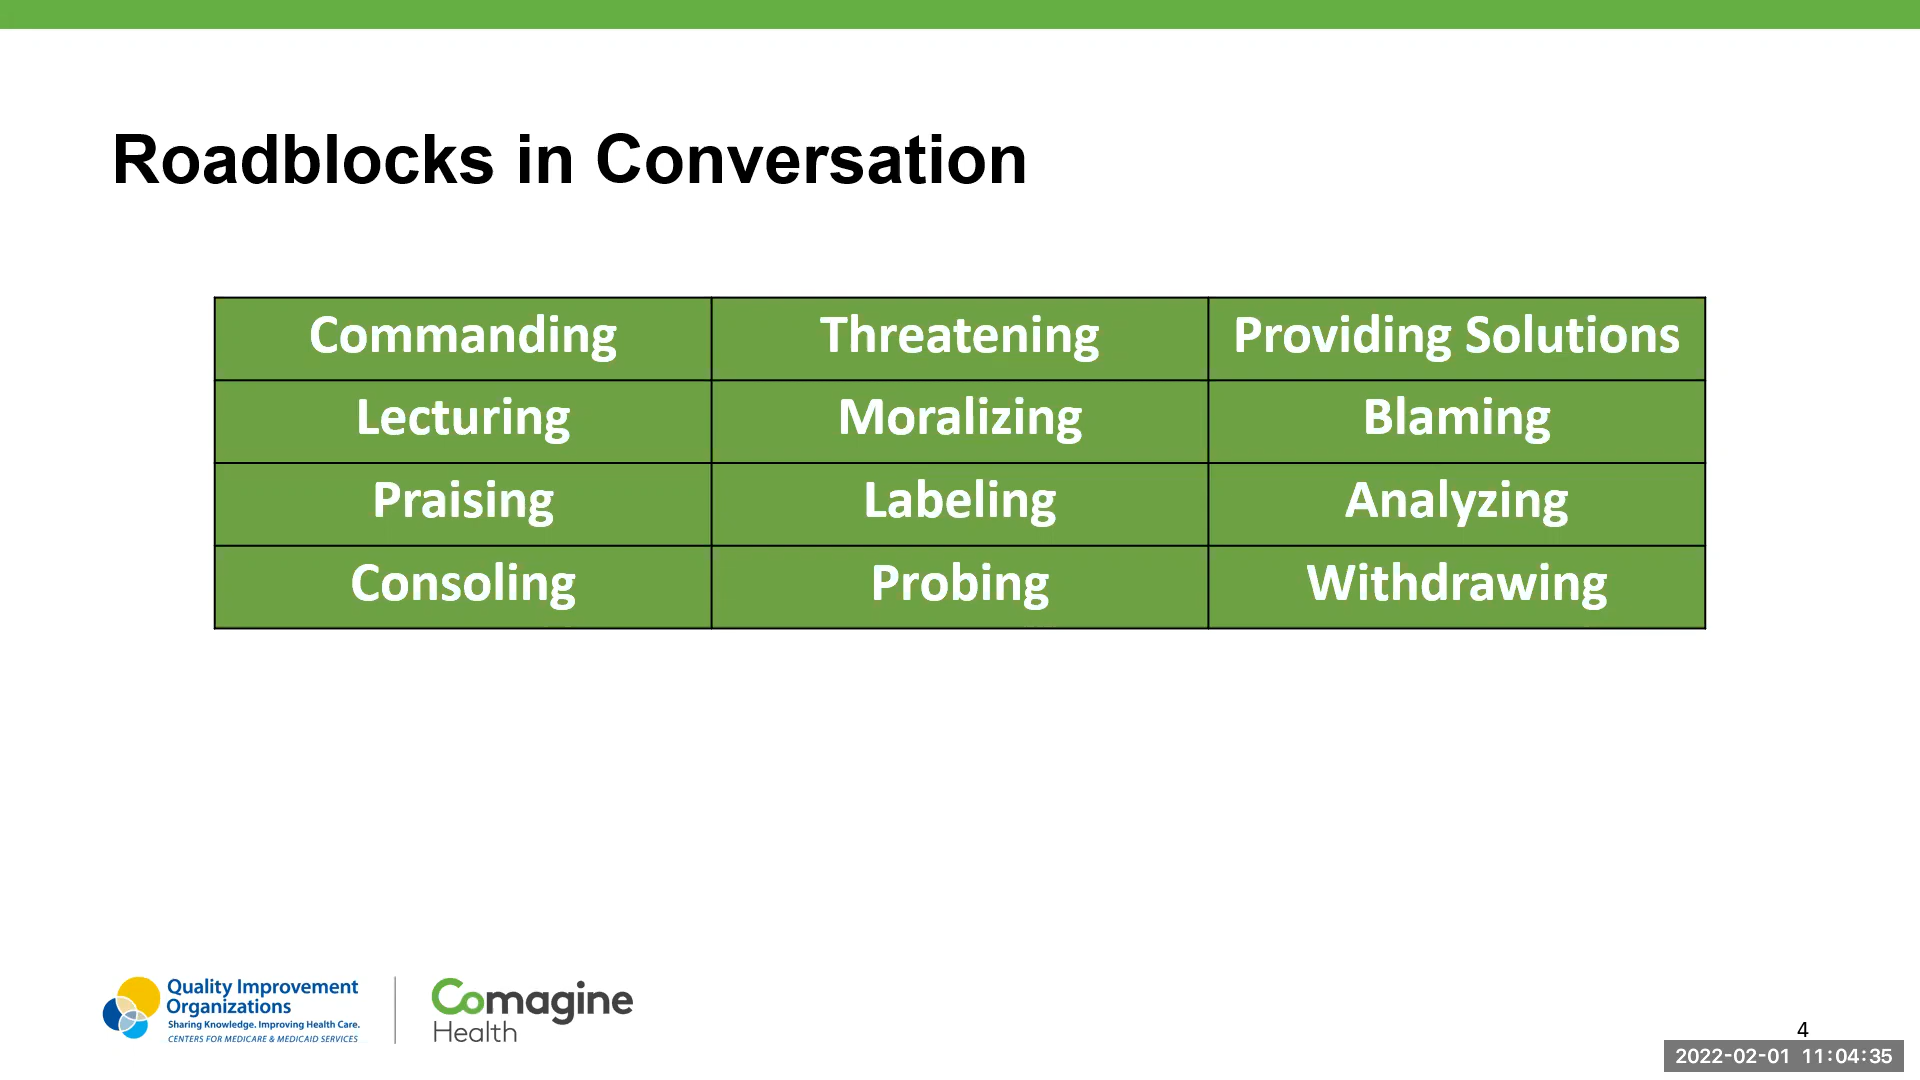 Roadblocks in Conversation
Commanding Threatening Providing Solutions
Lecturing Moralizing Blaming
Praising Labeling Analyzing
Consoling Probing Withdrawing
Quality Improvement
Organizations
Sharing Knowledge. Improving Health Care.
CENTERS FOR MEDICARE & MEDICAID SERVICES
Comagine
Health
4
2022-02-01 11:04:35